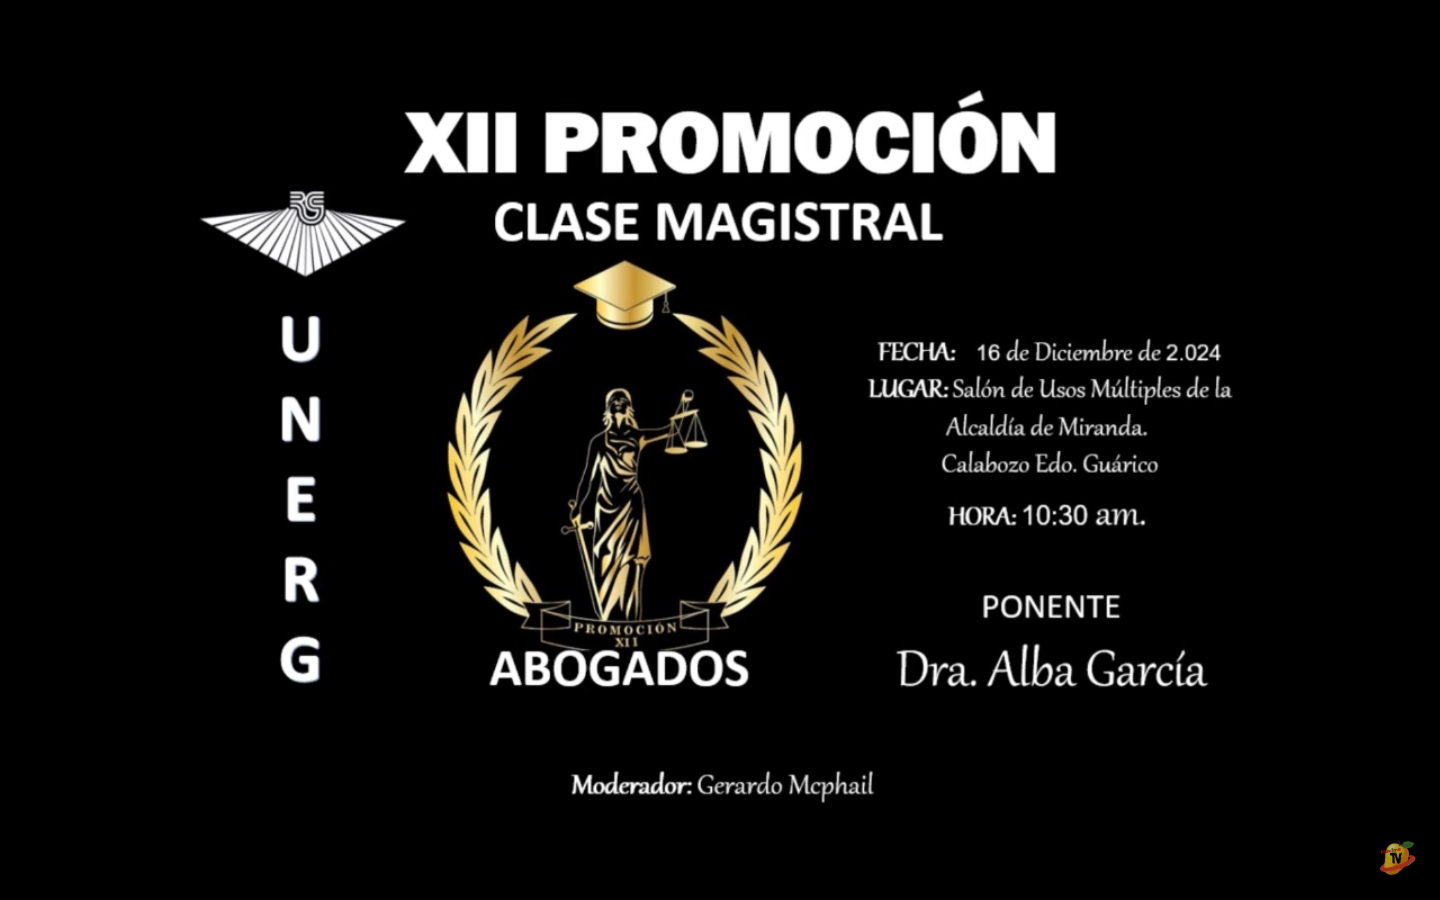 XII PROMOCIÓN
CLASE MAGISTRAL
RG
U
N
E
R
G
PROMOCIÓN
XII
ABOGADOS
FECHA: 16 de Diciembre de 2.024
LUGAR: Salón de Usos Múltiples de la
Alcaldía de Miranda.
Calabozo Edo. Guárico
HORA: 10:30 am.
PONENTE
Dra. Alba García
Moderador: Gerardo Mcphail
TV